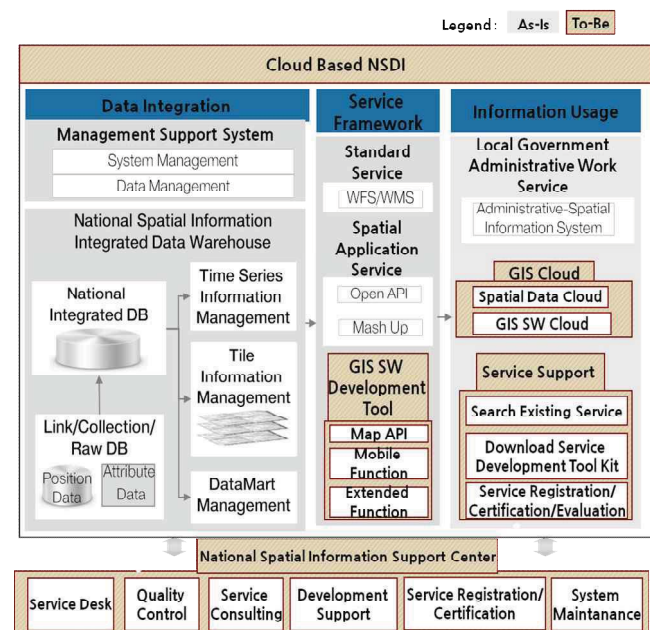 Legend :
As-Is
To-Be
Cloud Based NSDI
Data Integration
Management Support System
System Management
Data Management
National Spatial Information
Integrated Data Warehouse
National
Integrated DB
Link/Collection/
Raw DB
Position
Data
Attribute
Data
Time Series
Information
Management
Tile
Information
Management
DataMart
Management
Service
Framework
Standard
Service
WFS/WMS
Spatial
Application
Service
Open API
Mash Up
GIS SW
Development
Tool
Map API
Mobile
Function
Extended
Function
Information Usage
Local Government
Administrative Work
Service
Administrative-Spatial
Information System
GIS Cloud
Spatial Data Cloud
GIS SW Cloud
Service Support
Search Existing Service
Download Service
Development Tool Kit
Service Registration/
Certification/Evaluation
National Spatial Information Support Center
Service Desk
Quality
Control
Service
Consulting
Development
Support
Service Registration/
Certification
System
Maintanance